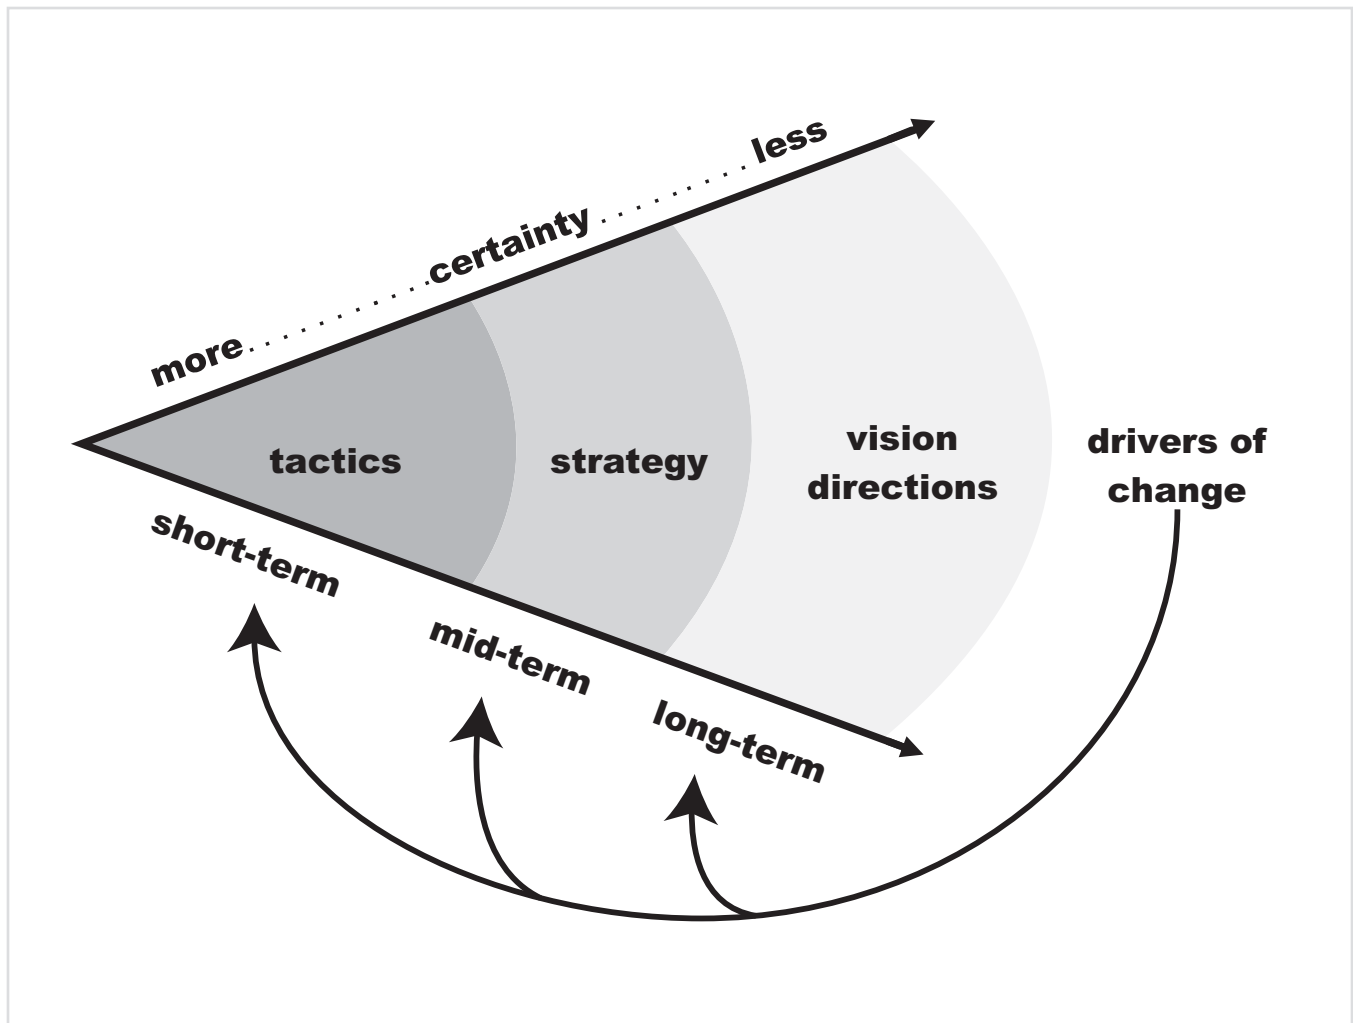 more . . . . . . . . . . certainty . . . . . . . . . less
tactics
strategy
vision
directions
drivers of
change
short-term
mid-term
long-term